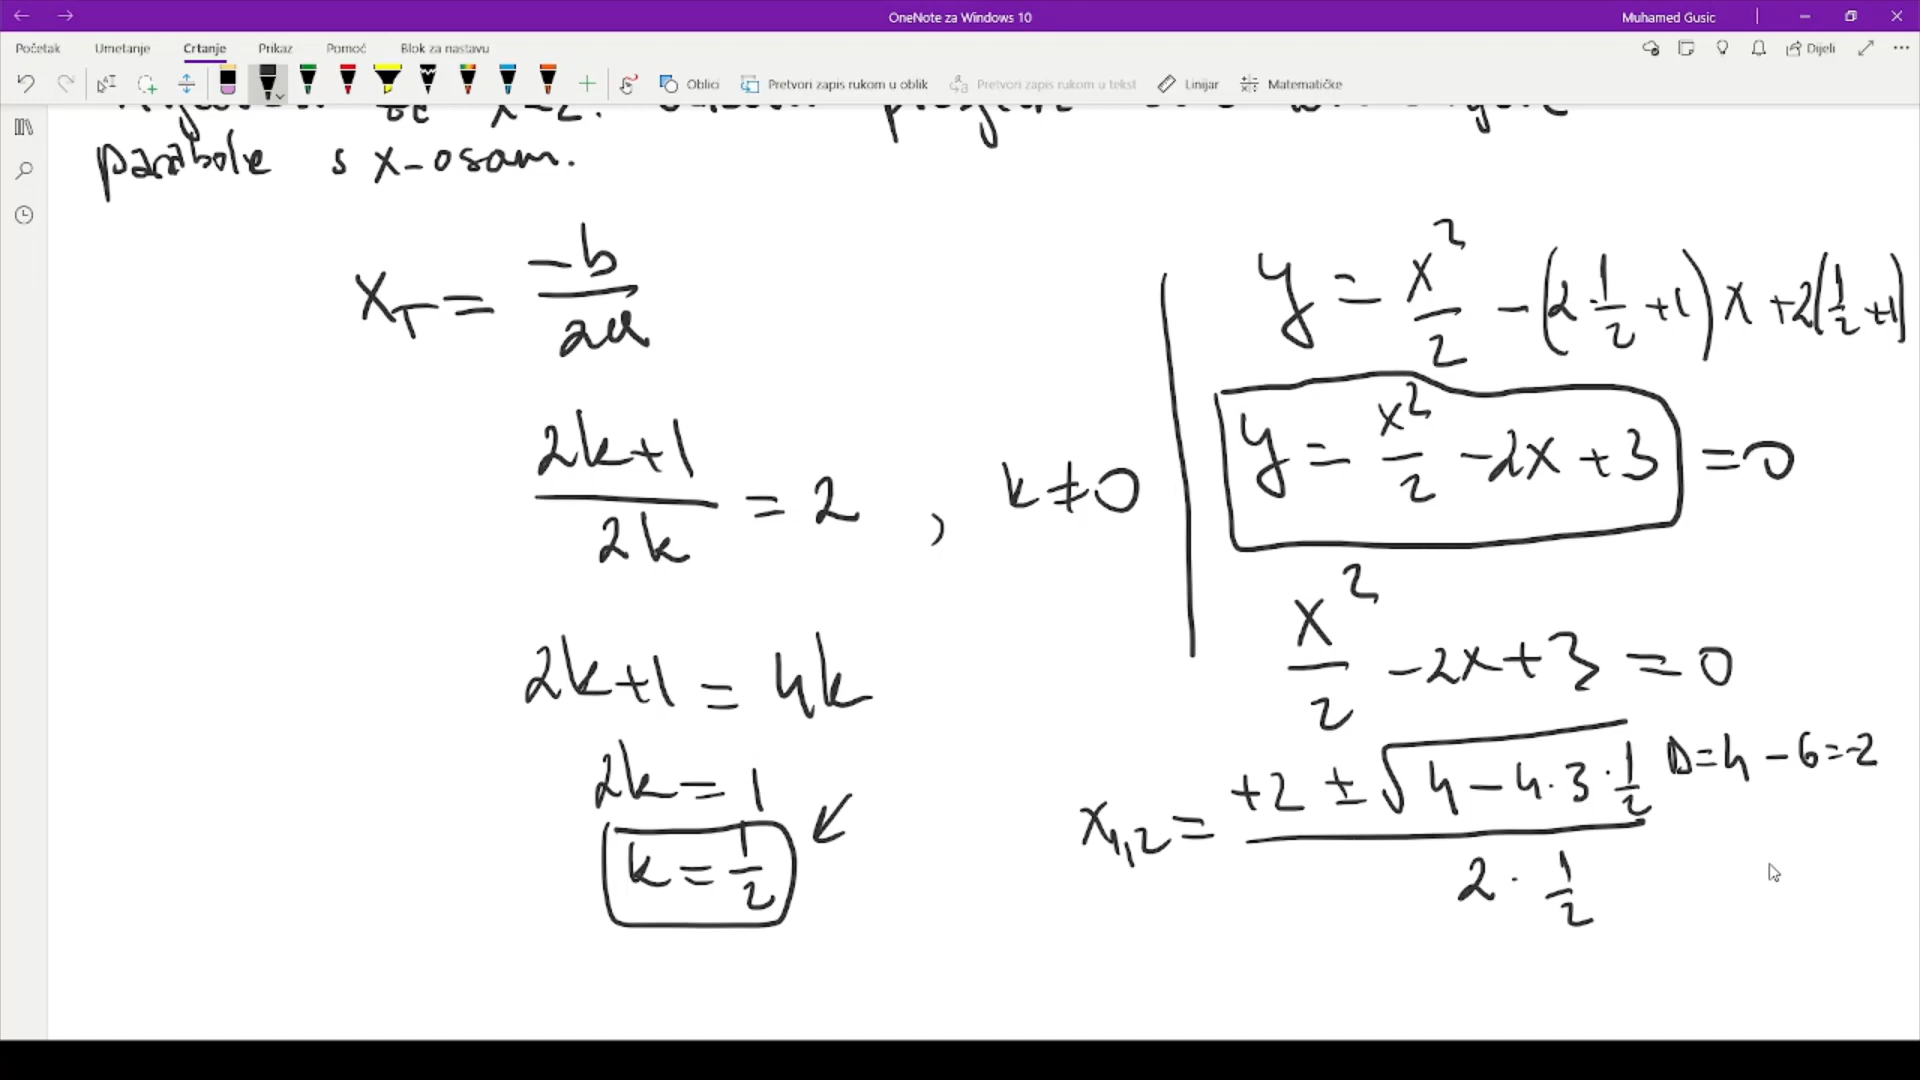 OneNote za Windows 10
Muhamed Gusic
Početak Umetanje Crtanje Prikaz Pomoć Blok za nastavu
Dijeli
Oblici Pretvori zapis rukom u oblik Pretvori zapis rukom u tekst Linijar Matematičke
x=2.
parabole s x-osam.
x_T = -b/2a
(2k+1)/2k = 2 , k≠0
2k+1 = 4k
2k = 1
k = 1/2
y = x²/2 -(2·1/2+1)x +2(1/2+1)
y = x²/2 -2x+3 =0
x²/2 -2x+3 =0
x₁,₂ = (+2 ± √(4-4·3·1/2))/(2·1/2)
D=4-6=-2